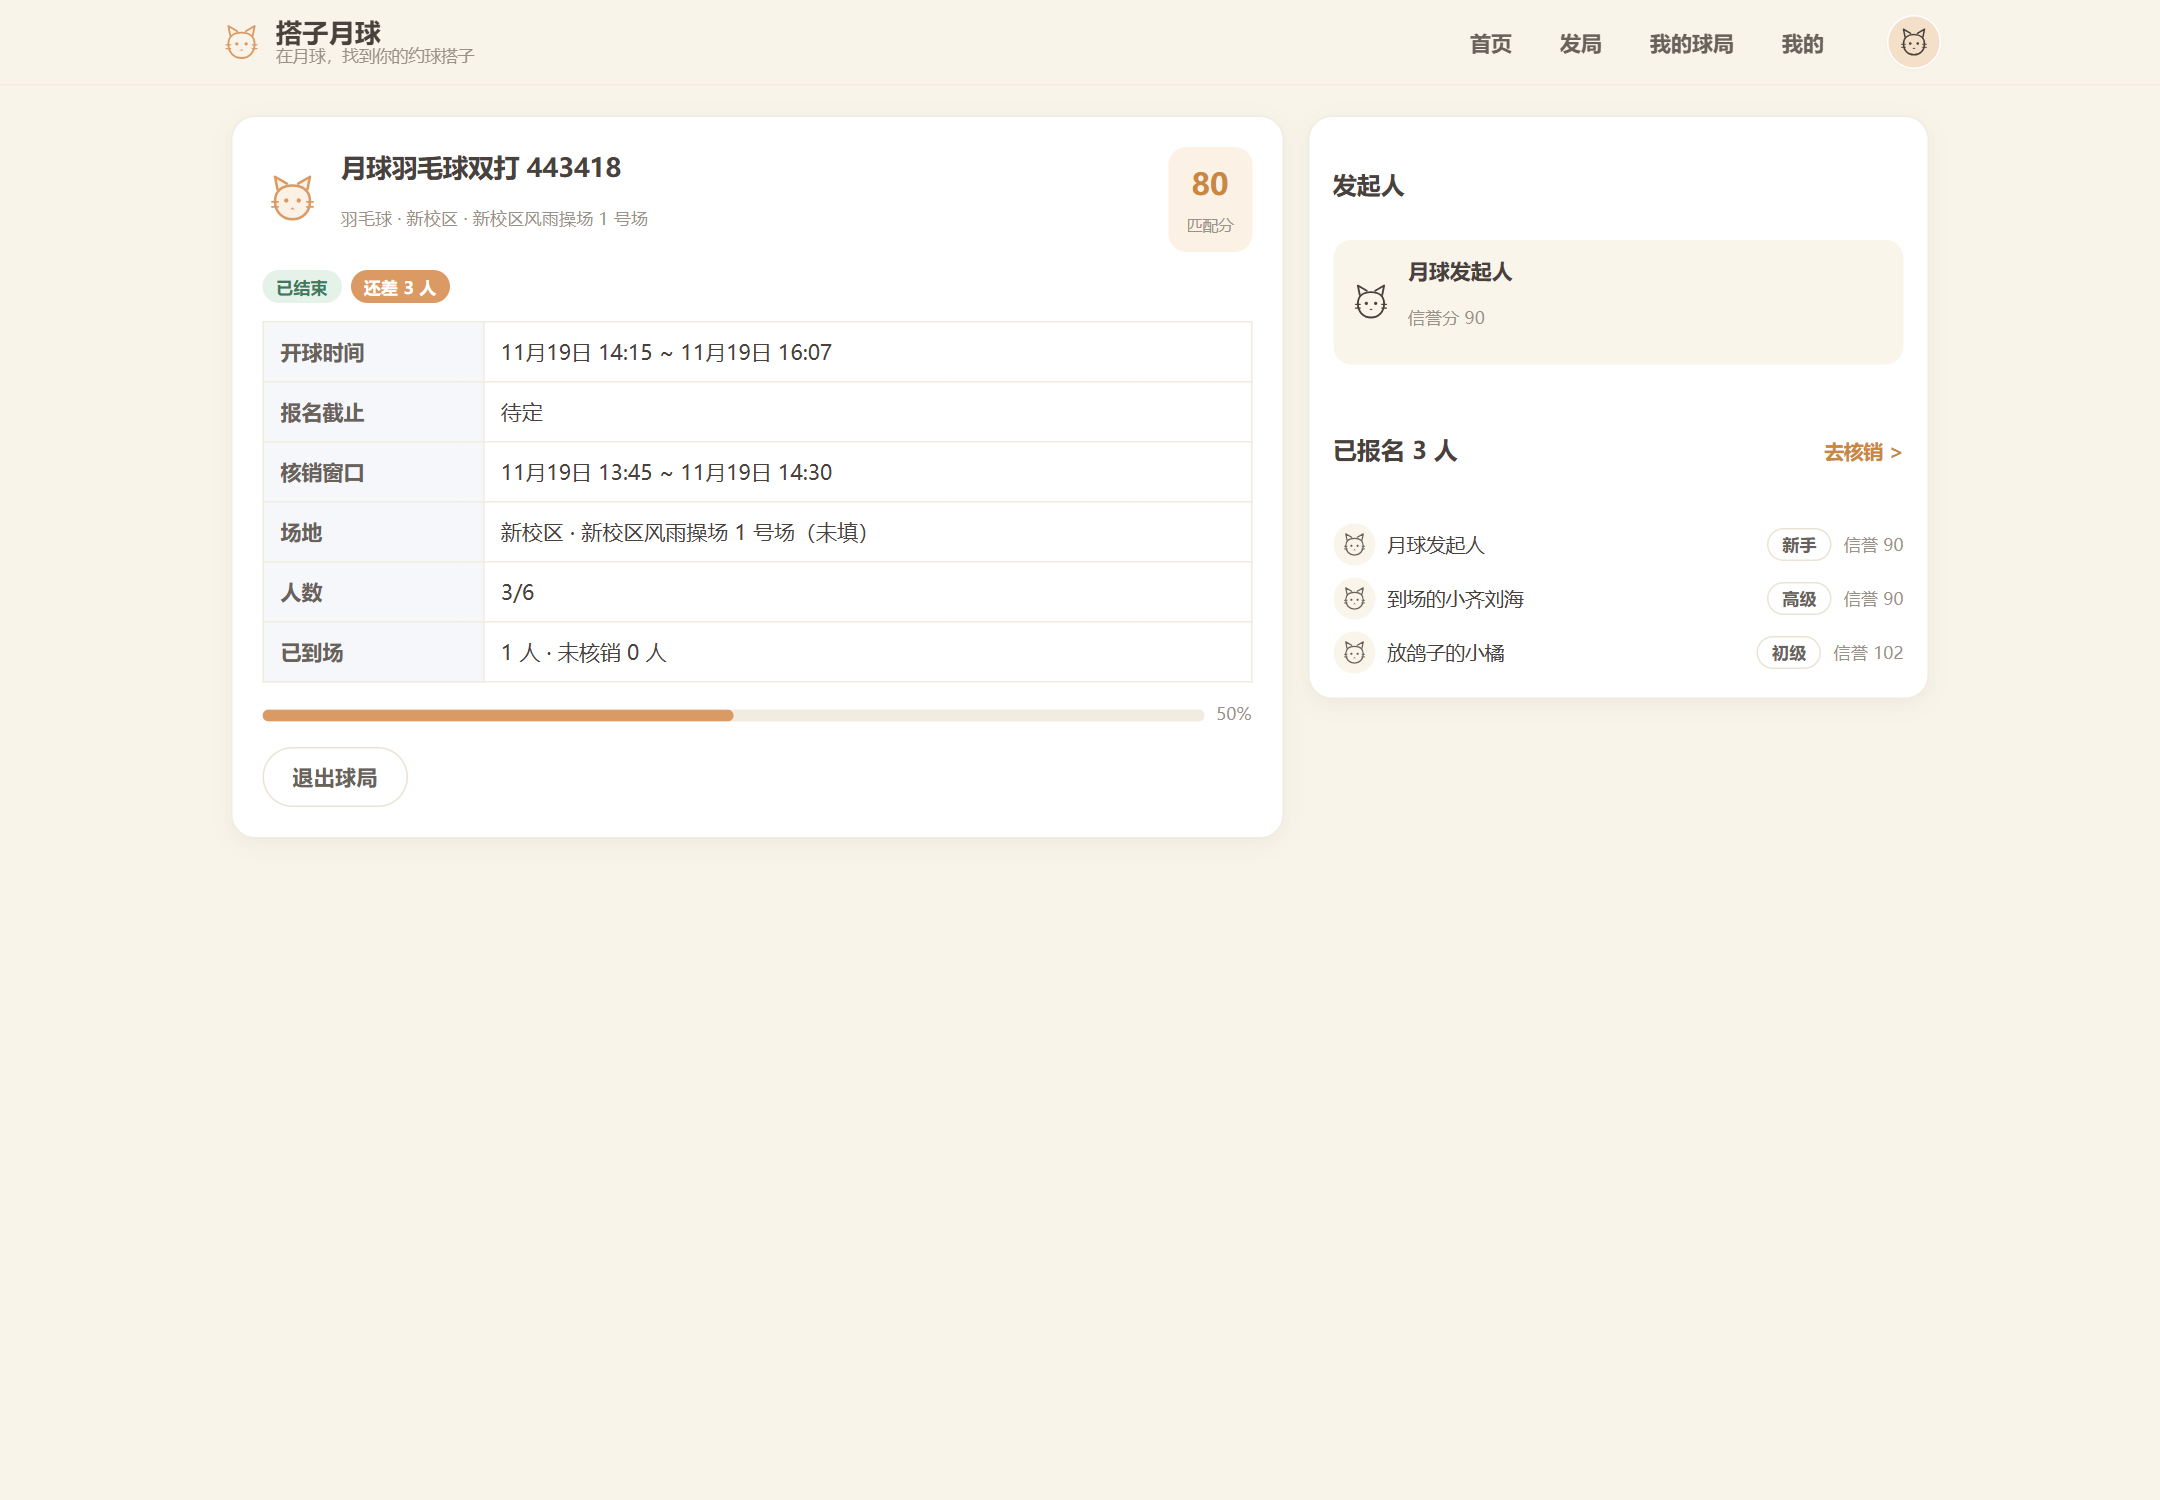 搭子月球
在月球，找到你的约球搭子
首页
发局
我的球局
我的
月球羽毛球双打 443418
羽毛球 · 新校区 · 新校区风雨操场 1 号场
80
匹配分
已结束
还差 3 人
开球时间
11月19日 14:15 ~ 11月19日 16:07
报名截止
待定
核销窗口
11月19日 13:45 ~ 11月19日 14:30
场地
新校区 · 新校区风雨操场 1 号场（未填）
人数
3/6
已到场
1 人 · 未核销 0 人
50%
退出球局
发起人
月球发起人
信誉分 90
已报名 3 人
去核销 >
月球发起人
新手
信誉 90
到场的小齐刘海
高级
信誉 90
放鸽子的小橘
初级
信誉 102